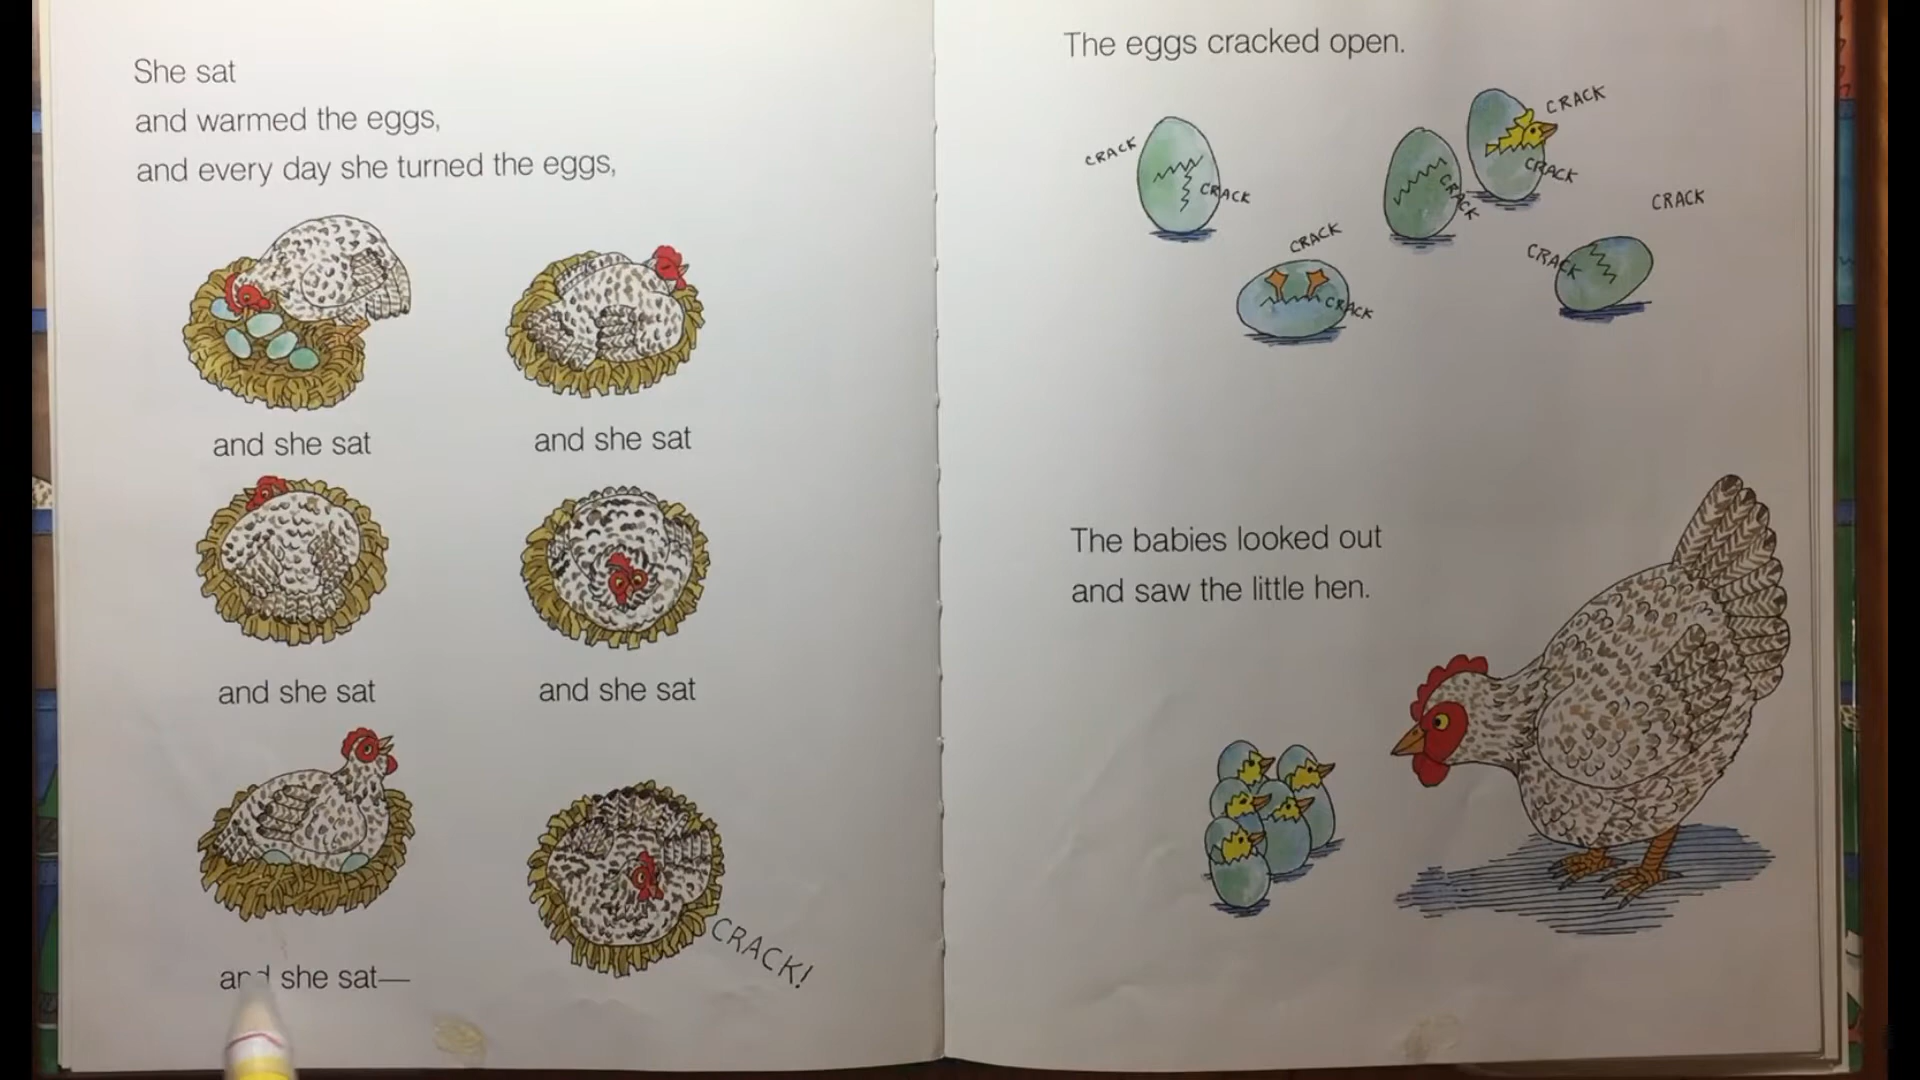 She sat
and warmed the eggs,
and every day she turned the eggs,
and she sat
and she sat
and she sat
and she sat
and she sat—
CRACK!
The eggs cracked open.
CRACK
CRACK
CRACK
CRACK
CRACK
CRACK
CRACK
CRACK
CRACK
The babies looked out
and saw the little hen.